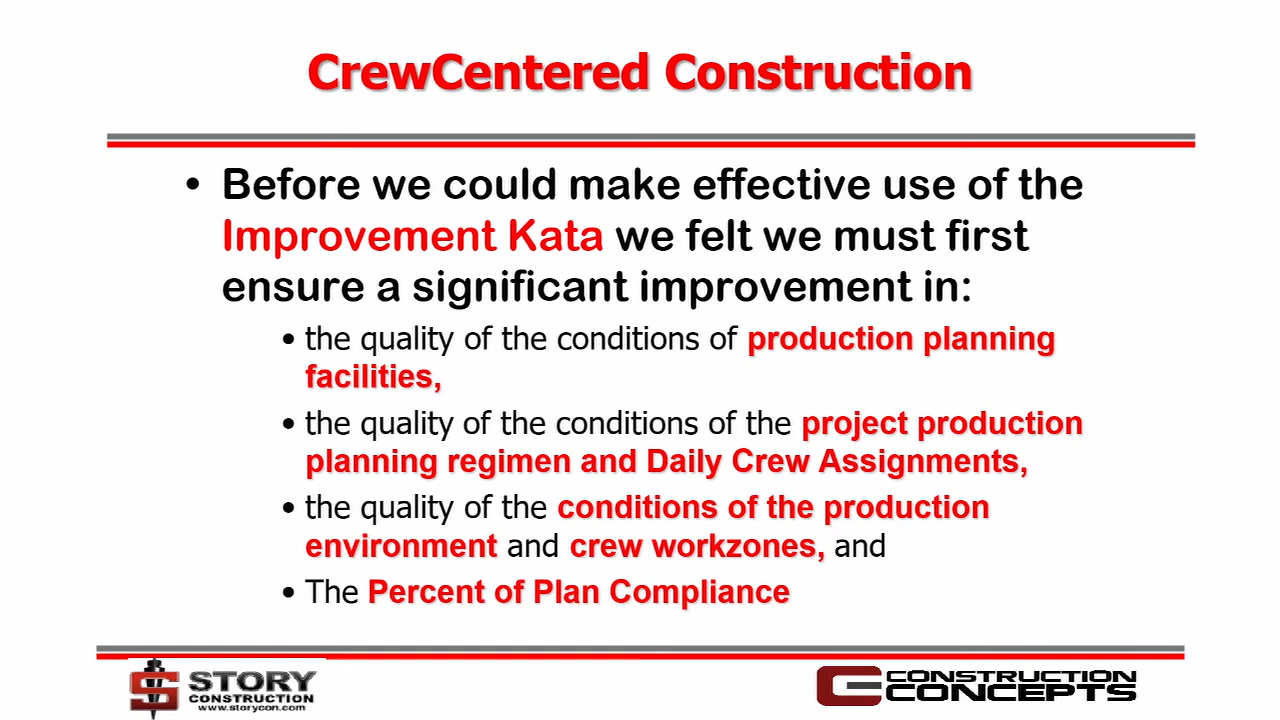 CrewCentered Construction
• Before we could make effective use of the
Improvement Kata we felt we must first
ensure a significant improvement in:
• the quality of the conditions of production planning
facilities,
• the quality of the conditions of the project production
planning regimen and Daily Crew Assignments,
• the quality of the conditions of the production
environment and crew workzones, and
• The Percent of Plan Compliance
STORY
CONSTRUCTION
www.storycon.com
CONSTRUCTION
CONCEPTS